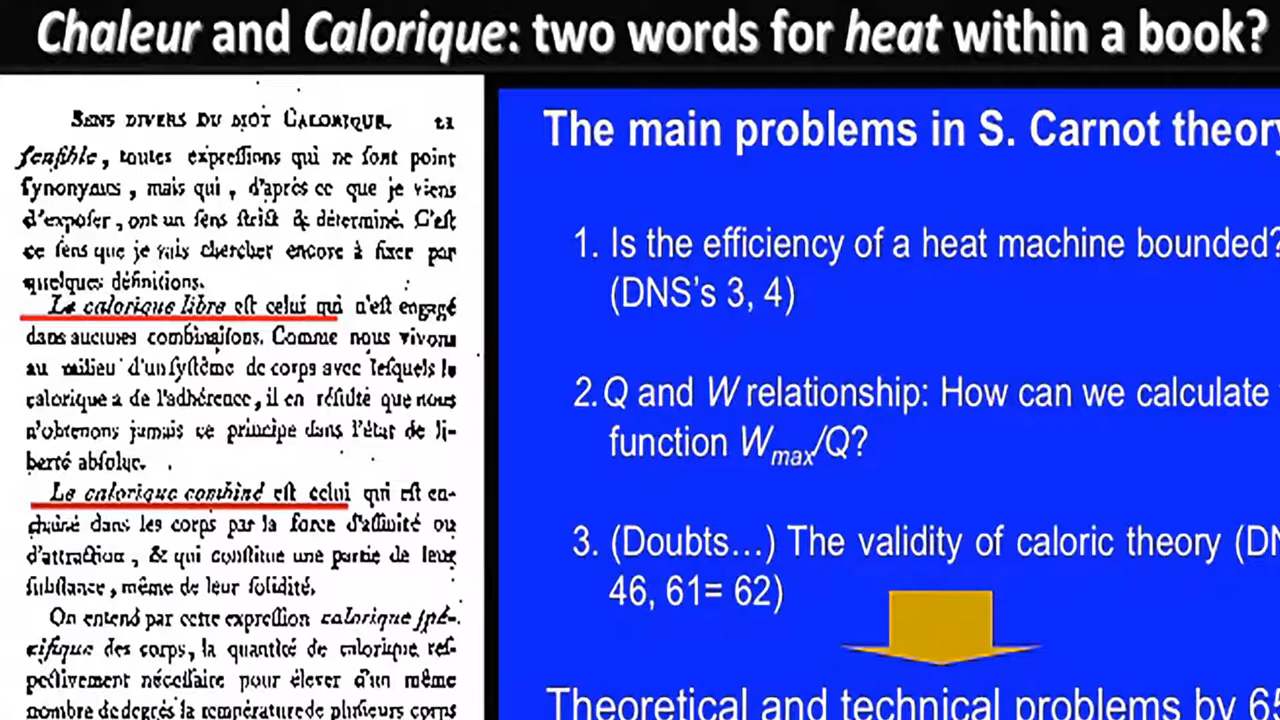 Chaleur and Calorique: two words for heat within a book?
SENS DIVERS DU MOT CALORIQUE. 21
ſenſible, toutes expreſſions qui ne ſont point
ſynonymes, mais qui, d'après ce que je viens
d'expoſer, ont un ſens ſtrict & déterminé. C'eſt
ce ſens que je vais chercher encore à fixer par
quelques définitions.
Le calorique libre eſt celui qui n'eſt engagé
dans aucunes combinaiſons. Comme nous vivons
au milieu d'un ſyſtême de corps avec leſquels le
calorique a de l'adhérence, il en réſulte que nous
n'obtenons jamais ce principe dans l'état de li-
berté abſolue.
Le calorique combiné eſt celui qui eſt en-
chaîné dans les corps par la force d'affinité ou
d'attraction, & qui conſtitue une partie de leur
ſubſtance, même de leur ſolidité.
On entend par cette expreſſion calorique ſpé-
cifique des corps, la quantité de calorique reſ-
pectivement néceſſaire pour élever d'un même
nombre de degrés la température de pluſieurs corps
The main problems in S. Carnot theory
1. Is the efficiency of a heat machine bounded?
(DNS's 3, 4)
2. Q and W relationship: How can we calculate
function Wmax/Q?
3. (Doubts…) The validity of caloric theory (DN
46, 61= 62)
Theoretical and technical problems by 65